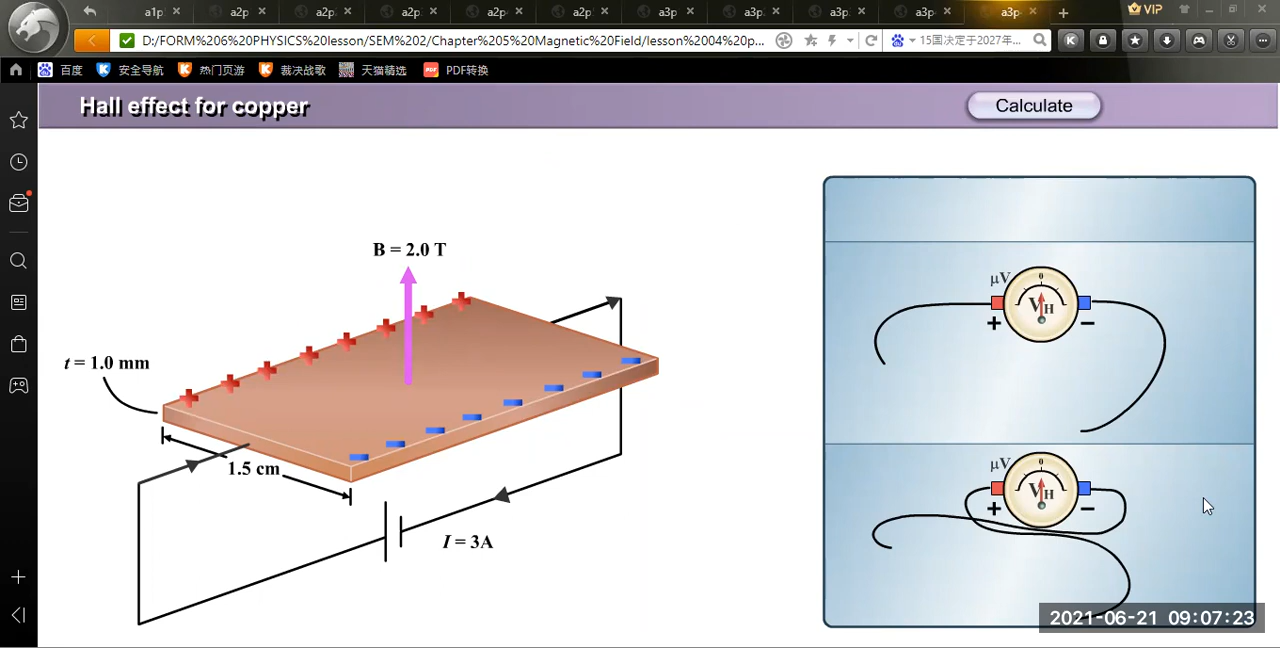 a1p a2p a2p. a2p. a2p a2p a3p a3p. a3p. a3p a3p. VIP
D:/FORM%206%20PHYSICS%20lesson/SEM%202/Chapter%205%20Magnetic%20Field/lesson%2004%20p... 15国决定于2027年... K
百度 安全导航 热门页游 裁决战歌 天猫精选 PDF PDF转换
Hall effect for copper
Calculate
B = 2.0 T
t = 1.0 mm
1.5 cm
I = 3A
μV
0
VH
+ −
μV
0
VH
+ −
2021-06-21 09:07:23